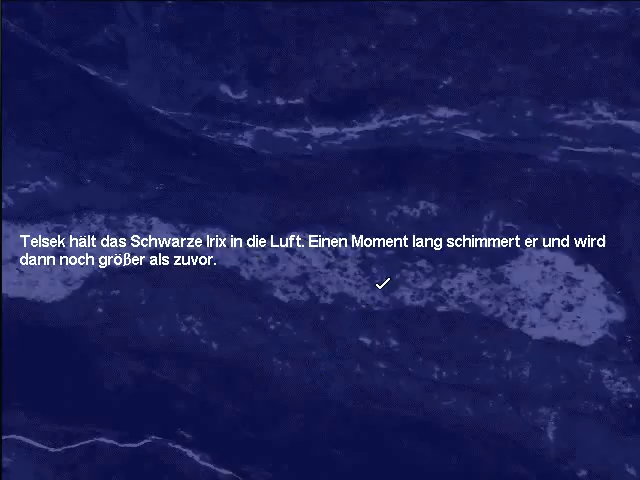 Telsek hält das Schwarze Irix in die Luft. Einen Moment lang schimmert er und wird
dann noch größer als zuvor.